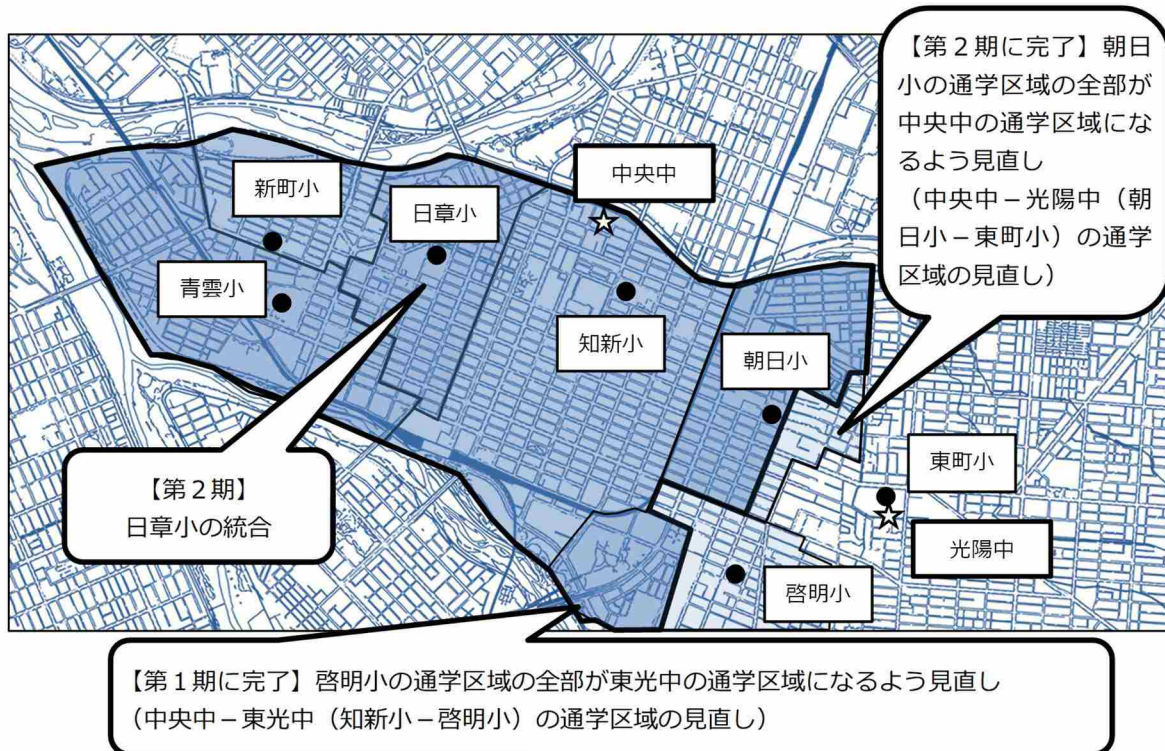 【第２期に完了】朝日
小の通学区域の全部が
中央中の通学区域にな
るよう見直し
（中央中－光陽中（朝
日小－東町小）の通学
区域の見直し）
中央中
新町小
日章小
青雲小
知新小
朝日小
東町小
【第２期】
日章小の統合
光陽中
啓明小
【第１期に完了】啓明小の通学区域の全部が東光中の通学区域になるよう見直し
（中央中－東光中（知新小－啓明小）の通学区域の見直し）